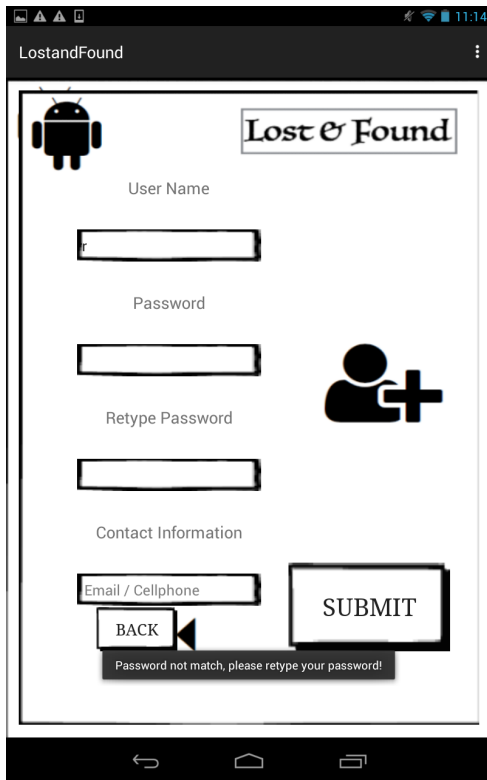 11:14
LostandFound
Lost & Found
User Name
r
Password
Retype Password
Contact Information
Email / Cellphone
SUBMIT
BACK
Password not match, please retype your password!